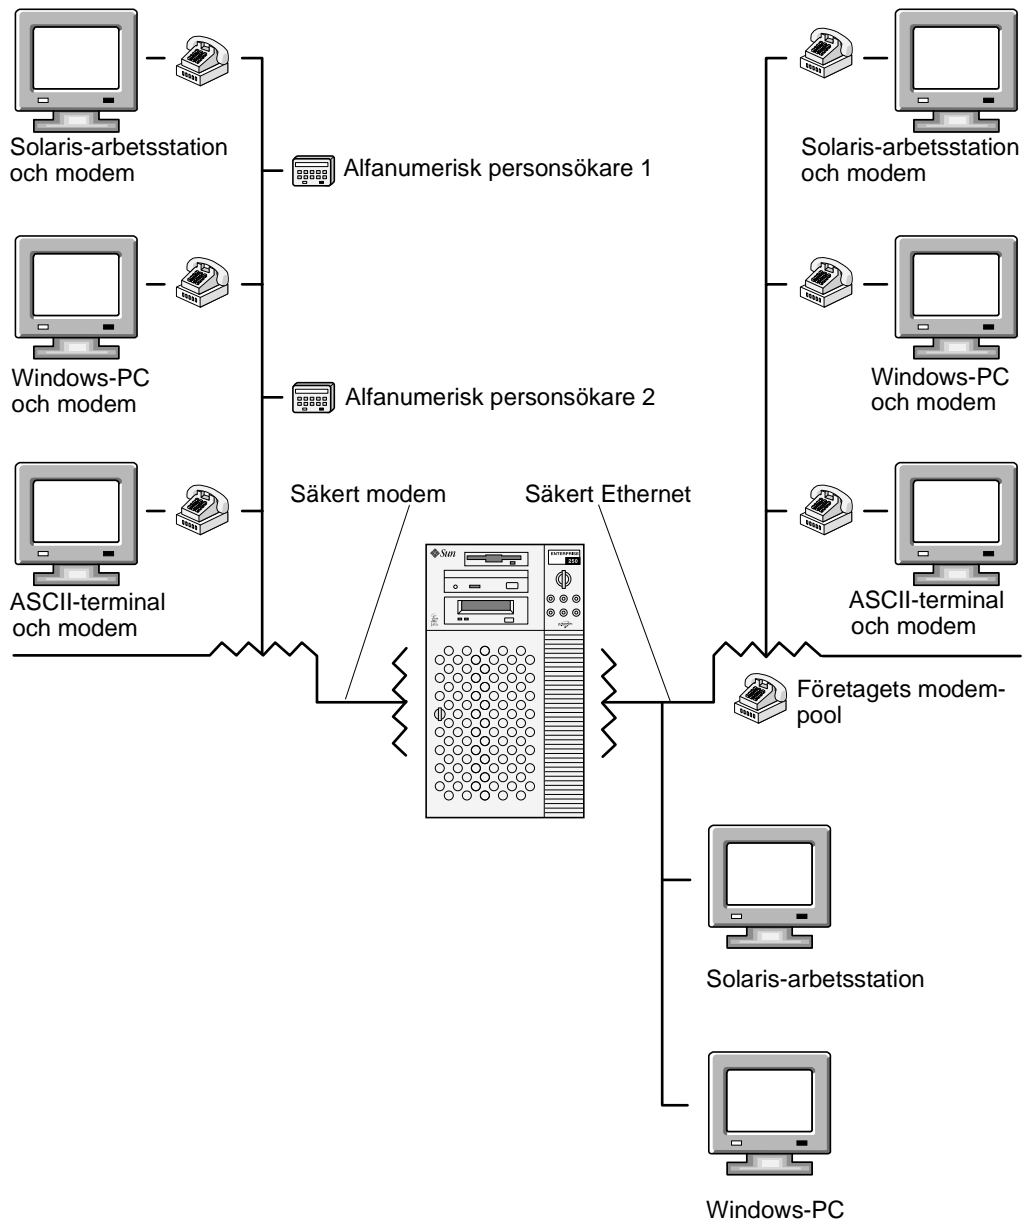 Solaris-arbetsstation
och modem
Alfanumerisk personsökare 1
Windows-PC
och modem
Alfanumerisk personsökare 2
ASCII-terminal
och modem
Säkert modem
Säkert Ethernet
Sun
ENTERPRISE
250
Solaris-arbetsstation
och modem
Windows-PC
och modem
ASCII-terminal
och modem
Företagets modem-
pool
Solaris-arbetsstation
Windows-PC